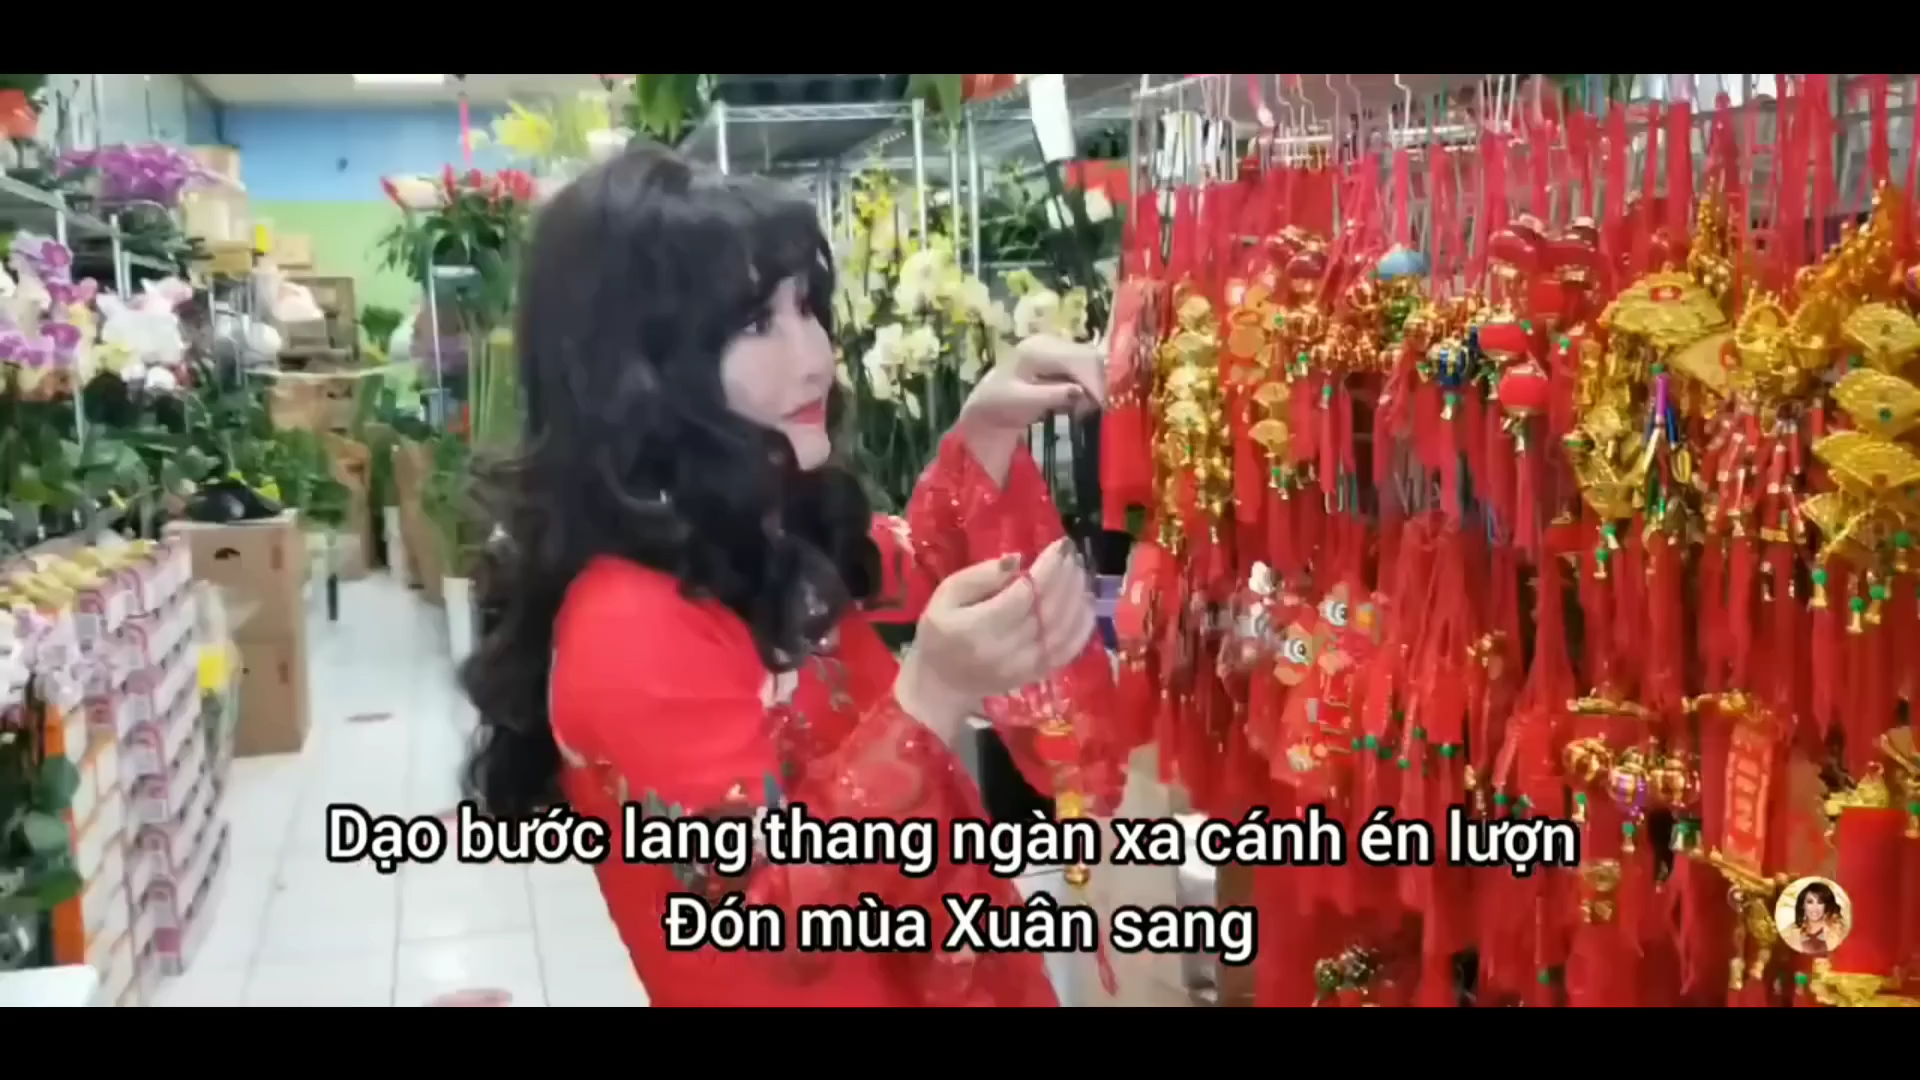 Dạo bước lang thang ngàn xa cánh én lượn
Đón mùa Xuân sang